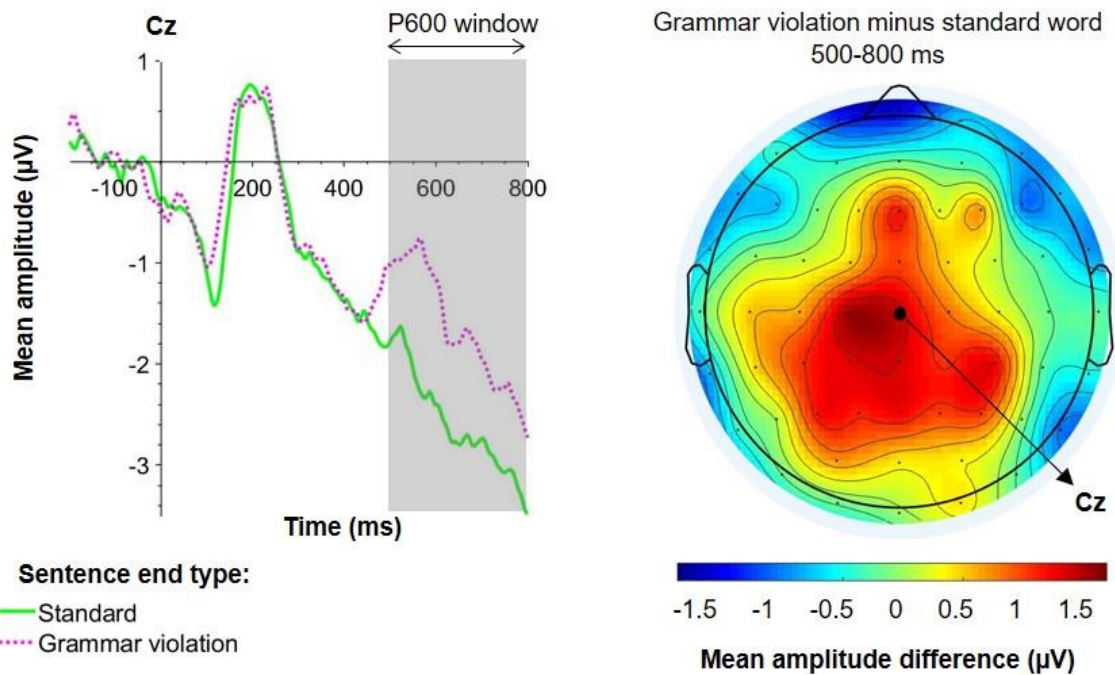 Cz
P600 window
1
Mean amplitude (µV)
-100
200
400
600
800
-1
-2
-3
Time (ms)
Sentence end type:
Standard
Grammar violation
Grammar violation minus standard word
500-800 ms
Cz
-1.5 -1 -0.5 0 0.5 1 1.5
Mean amplitude difference (µV)